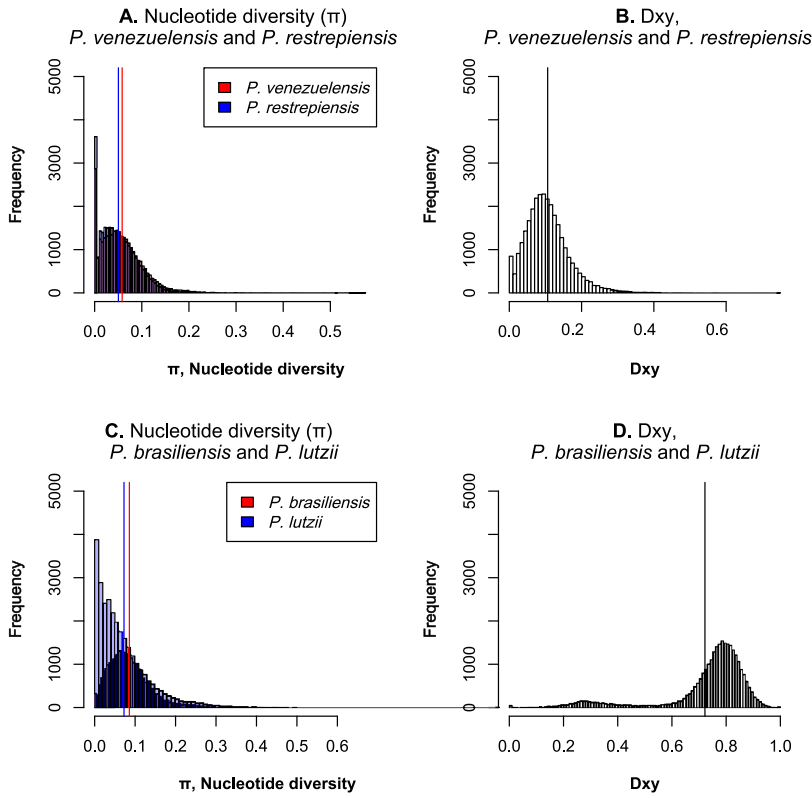 A. Nucleotide diversity (π)
P. venezuelensis and P. restrepiensis
Frequency
5000
3000
1000
0
P. venezuelensis
P. restrepiensis
0.0 0.1 0.2 0.3 0.4 0.5
π, Nucleotide diversity
B. Dxy,
P. venezuelensis and P. restrepiensis
Frequency
5000
3000
1000
0
0.0 0.2 0.4 0.6
Dxy
C. Nucleotide diversity (π)
P. brasiliensis and P. lutzii
Frequency
5000
3000
1000
0
P. brasiliensis
P. lutzii
0.0 0.1 0.2 0.3 0.4 0.5 0.6
π, Nucleotide diversity
D. Dxy,
P. brasiliensis and P. lutzii
Frequency
5000
3000
1000
0
0.0 0.2 0.4 0.6 0.8 1.0
Dxy